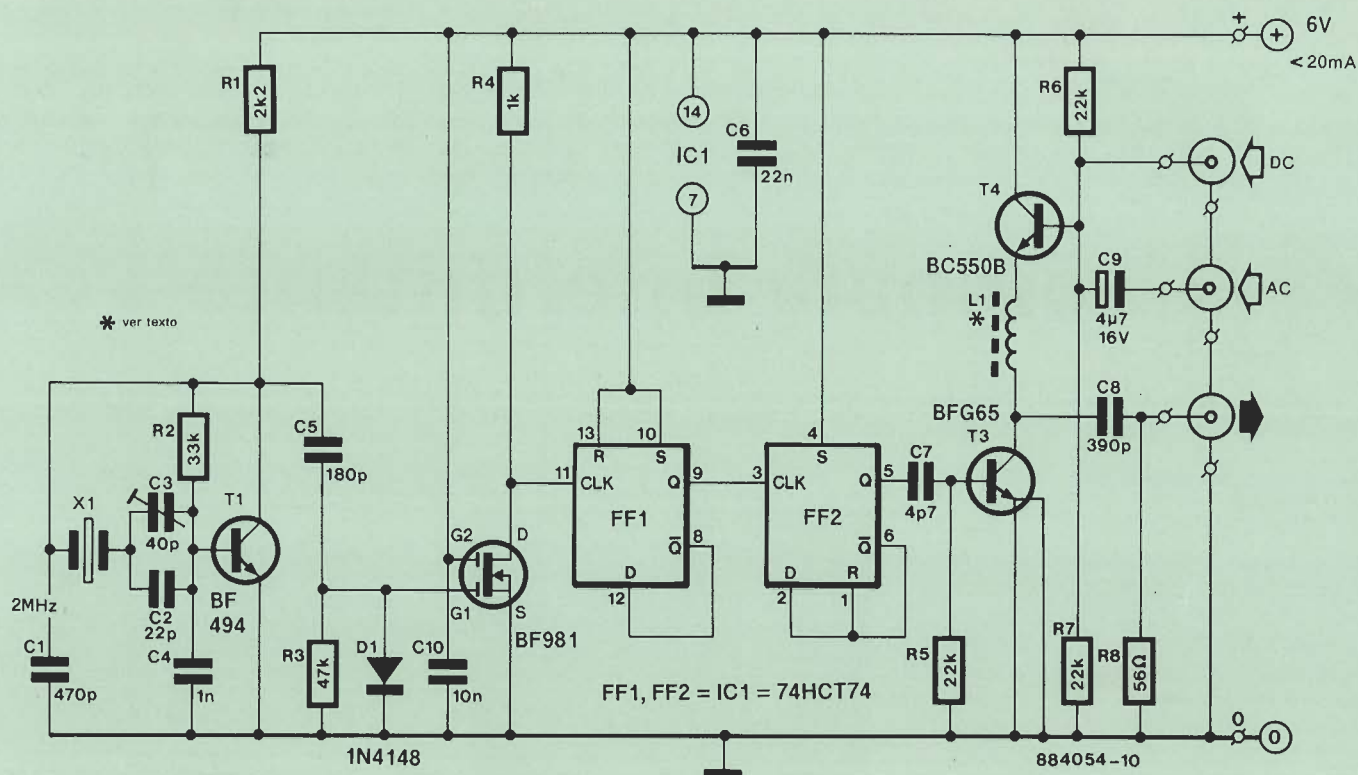 +
6V
< 20mA
R1
2k2
R4
1k
14
IC1
7
C6
22n
R6
22k
DC
T4
BC550B
C9
4µ7
16V
AC
L1
*
* ver texto
C8
390p
BFG65
T3
R2
33k
C5
180p
X1
C3
40p
T1
BF
494
C2
22p
2MHz
C1
470p
C4
1n
R3
47k
D1
1N4148
C10
10n
G2
D
G1
S
BF981
13
10
R
S
11
CLK
Q
9
FF1
Q̅
8
D
12
4
S
3
CLK
Q
5
FF2
Q̅
6
D
R
2
1
C7
4p7
FF1, FF2 = IC1 = 74HCT74
R5
22k
R7
22k
R8
56Ω
0
0
884054-10